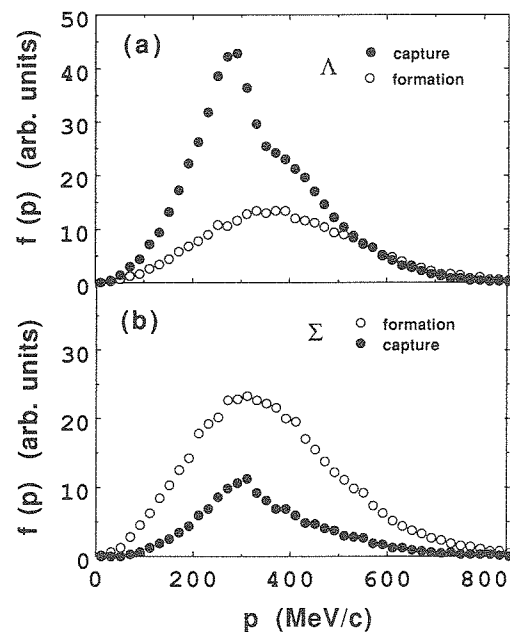 (a)
Λ
capture
formation
50
40
30
20
10
0
f (p) (arb. units)
(b)
Σ
formation
capture
30
20
10
0
f (p) (arb. units)
0 200 400 600 800
p (MeV/c)